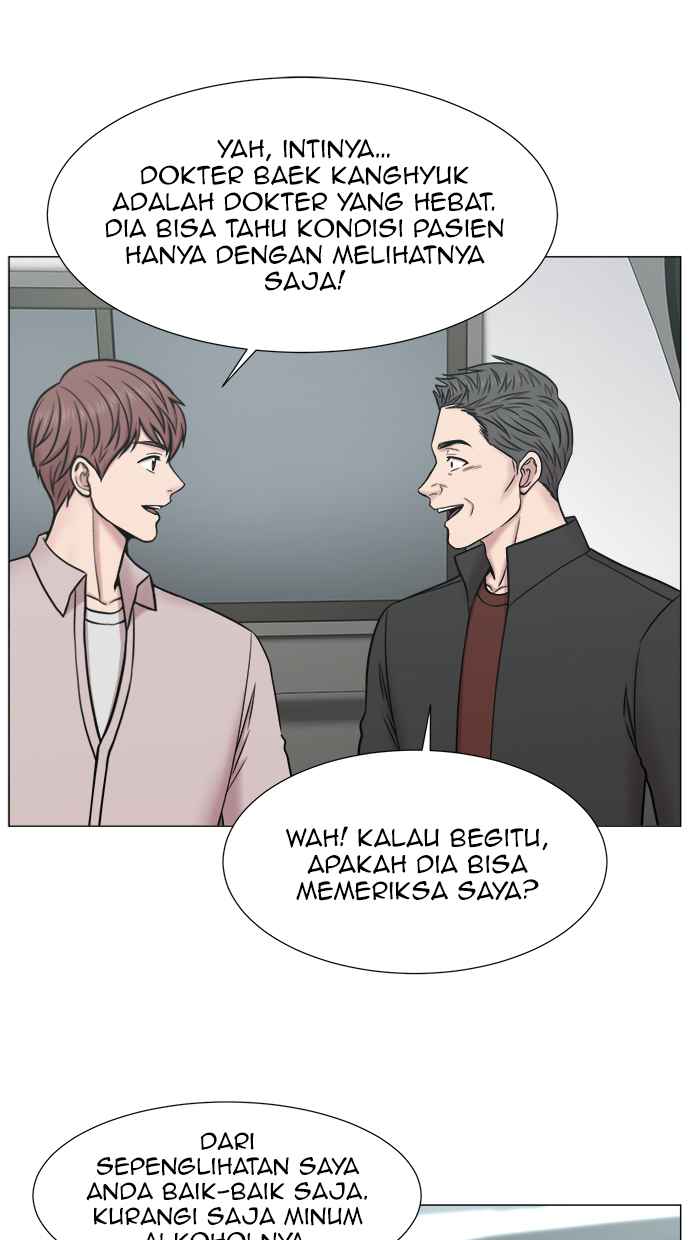 YAH, INTINYA...
DOKTER BAEK KANGHYUK
ADALAH DOKTER YANG HEBAT.
DIA BISA TAHU KONDISI PASIEN
HANYA DENGAN MELIHATNYA
SAJA!
WAH! KALAU BEGITU,
APAKAH DIA BISA
MEMERIKSA SAYA?
DARI
SEPENGLIHATAN SAYA
ANDA BAIK-BAIK SAJA.
KURANGI SAJA MINUM
ALKOHOLNYA